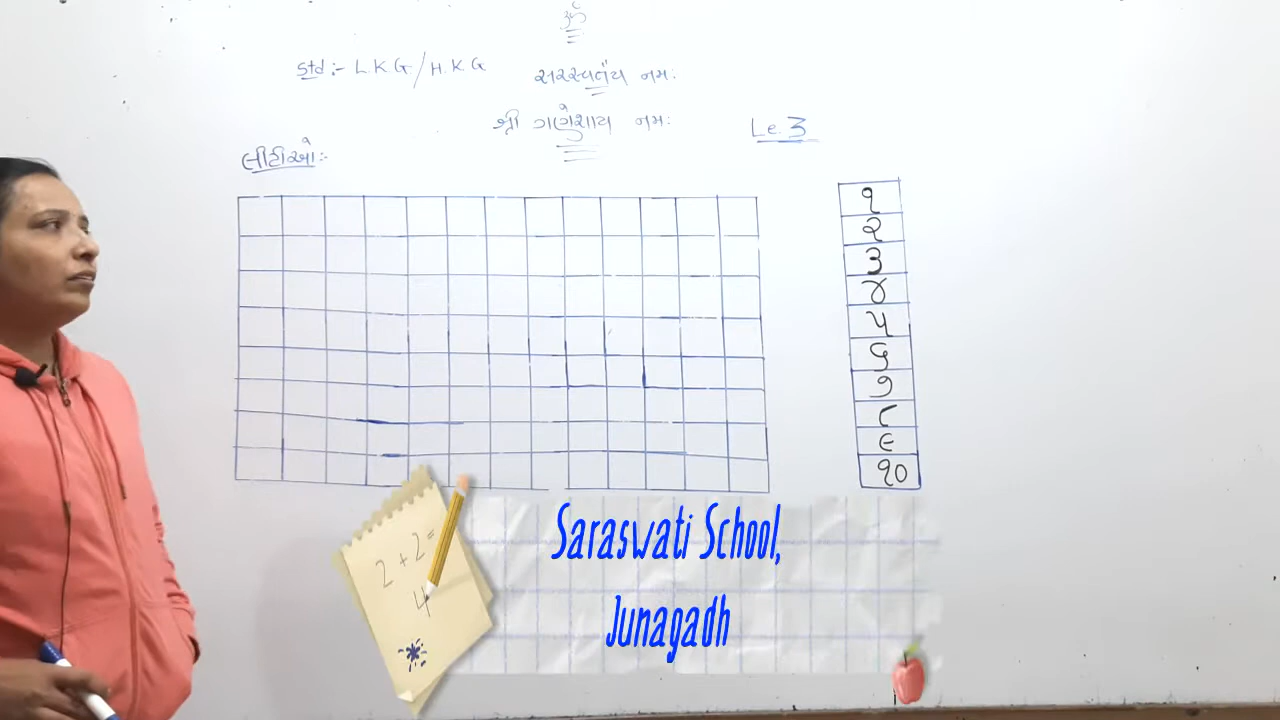 ૐ
Std :- L.K.G / H.K.G
સરસ્વતૈય નમઃ
શ્રી ગણેશાય નમઃ
Le. 3
લીટીઓ :-
૧
૨
૩
૪
૫
૬
૭
૮
૯
૧૦
2 + 2 =
4
Saraswati School,
Junagadh